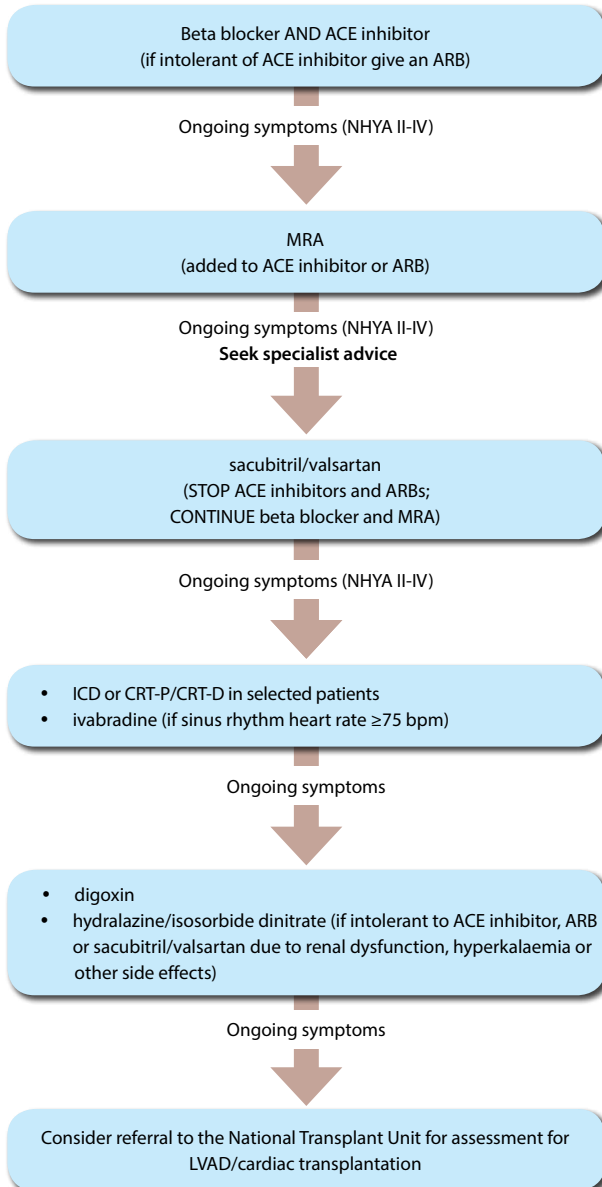 Beta blocker AND ACE inhibitor
(if intolerant of ACE inhibitor give an ARB)
Ongoing symptoms (NHYA II-IV)
MRA
(added to ACE inhibitor or ARB)
Ongoing symptoms (NHYA II-IV)
Seek specialist advice
sacubitril/valsartan
(STOP ACE inhibitors and ARBs;
CONTINUE beta blocker and MRA)
Ongoing symptoms (NHYA II-IV)
• ICD or CRT-P/CRT-D in selected patients
• ivabradine (if sinus rhythm heart rate ≥75 bpm)
Ongoing symptoms
• digoxin
• hydralazine/isosorbide dinitrate (if intolerant to ACE inhibitor, ARB
or sacubitril/valsartan due to renal dysfunction, hyperkalaemia or
other side effects)
Ongoing symptoms
Consider referral to the National Transplant Unit for assessment for
LVAD/cardiac transplantation